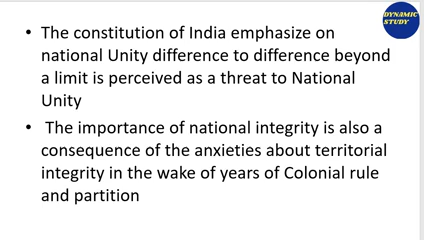 DYNAMIC
STUDY
• The constitution of India emphasize on
national Unity difference to difference beyond
a limit is perceived as a threat to National
Unity
• The importance of national integrity is also a
consequence of the anxieties about territorial
integrity in the wake of years of Colonial rule
and partition